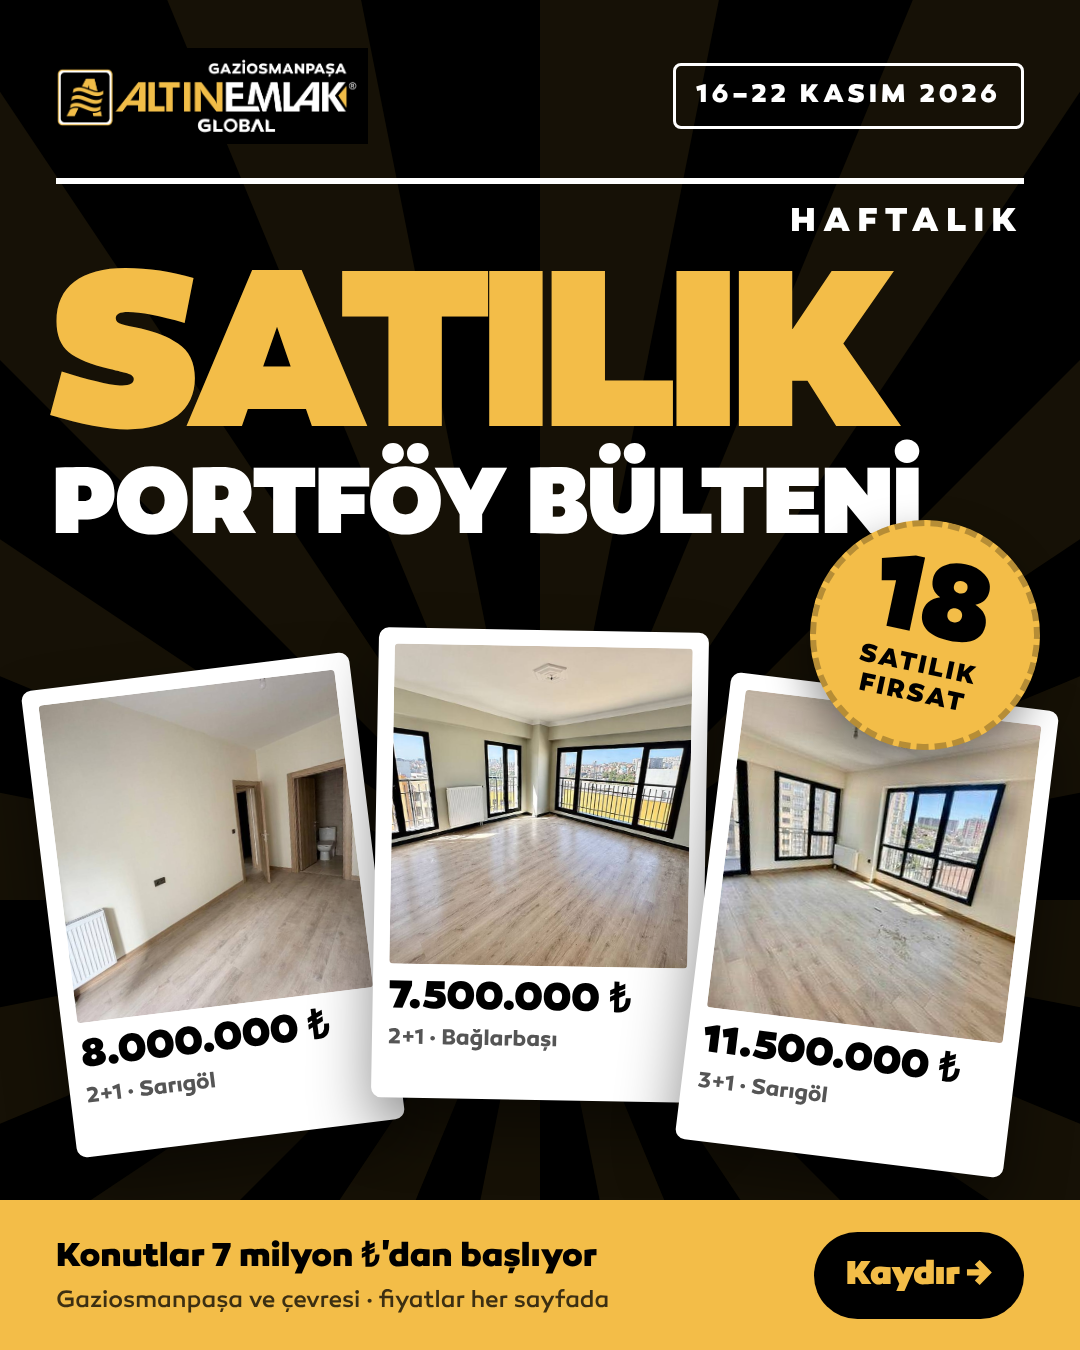 GAZİOSMANPAŞA
ALTINEMLAK®
GLOBAL
16-22 KASIM 2026
HAFTALIK
SATILIK
PORTFÖY BÜLTENİ
18
SATILIK
FIRSAT
8.000.000 ₺
2+1 · Sarıgöl
7.500.000 ₺
2+1 · Bağlarbaşı
11.500.000 ₺
3+1 · Sarıgöl
Konutlar 7 milyon ₺'dan başlıyor
Gaziosmanpaşa ve çevresi · fiyatlar her sayfada
Kaydır →